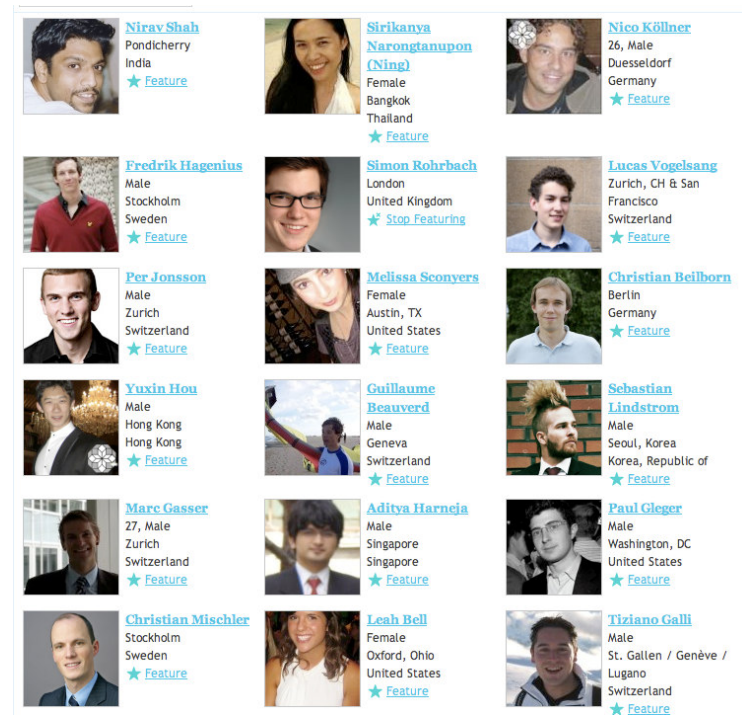 Nirav Shah
Pondicherry
India
Feature
Sirikanya
Narongtanupon
(Ning)
Female
Bangkok
Thailand
Feature
Nico Köllner
26, Male
Duesseldorf
Germany
Feature
Fredrik Hagenius
Male
Stockholm
Sweden
Feature
Simon Rohrbach
London
United Kingdom
Stop Featuring
Lucas Vogelsang
Zurich, CH & San
Francisco
Switzerland
Feature
Per Jonsson
Male
Zurich
Switzerland
Feature
Melissa Sconyers
Female
Austin, TX
United States
Feature
Christian Beilborn
Berlin
Germany
Feature
Yuxin Hou
Male
Hong Kong
Hong Kong
Feature
Guillaume
Beauverd
Male
Geneva
Switzerland
Feature
Sebastian
Lindstrom
Male
Seoul, Korea
Korea, Republic of
Feature
Marc Gasser
27, Male
Zurich
Switzerland
Feature
Aditya Harneja
Male
Singapore
Singapore
Feature
Paul Gleger
Male
Washington, DC
United States
Feature
Christian Mischler
Stockholm
Sweden
Feature
Leah Bell
Female
Oxford, Ohio
United States
Feature
Tiziano Galli
Male
St. Gallen / Genève /
Lugano
Switzerland
Feature